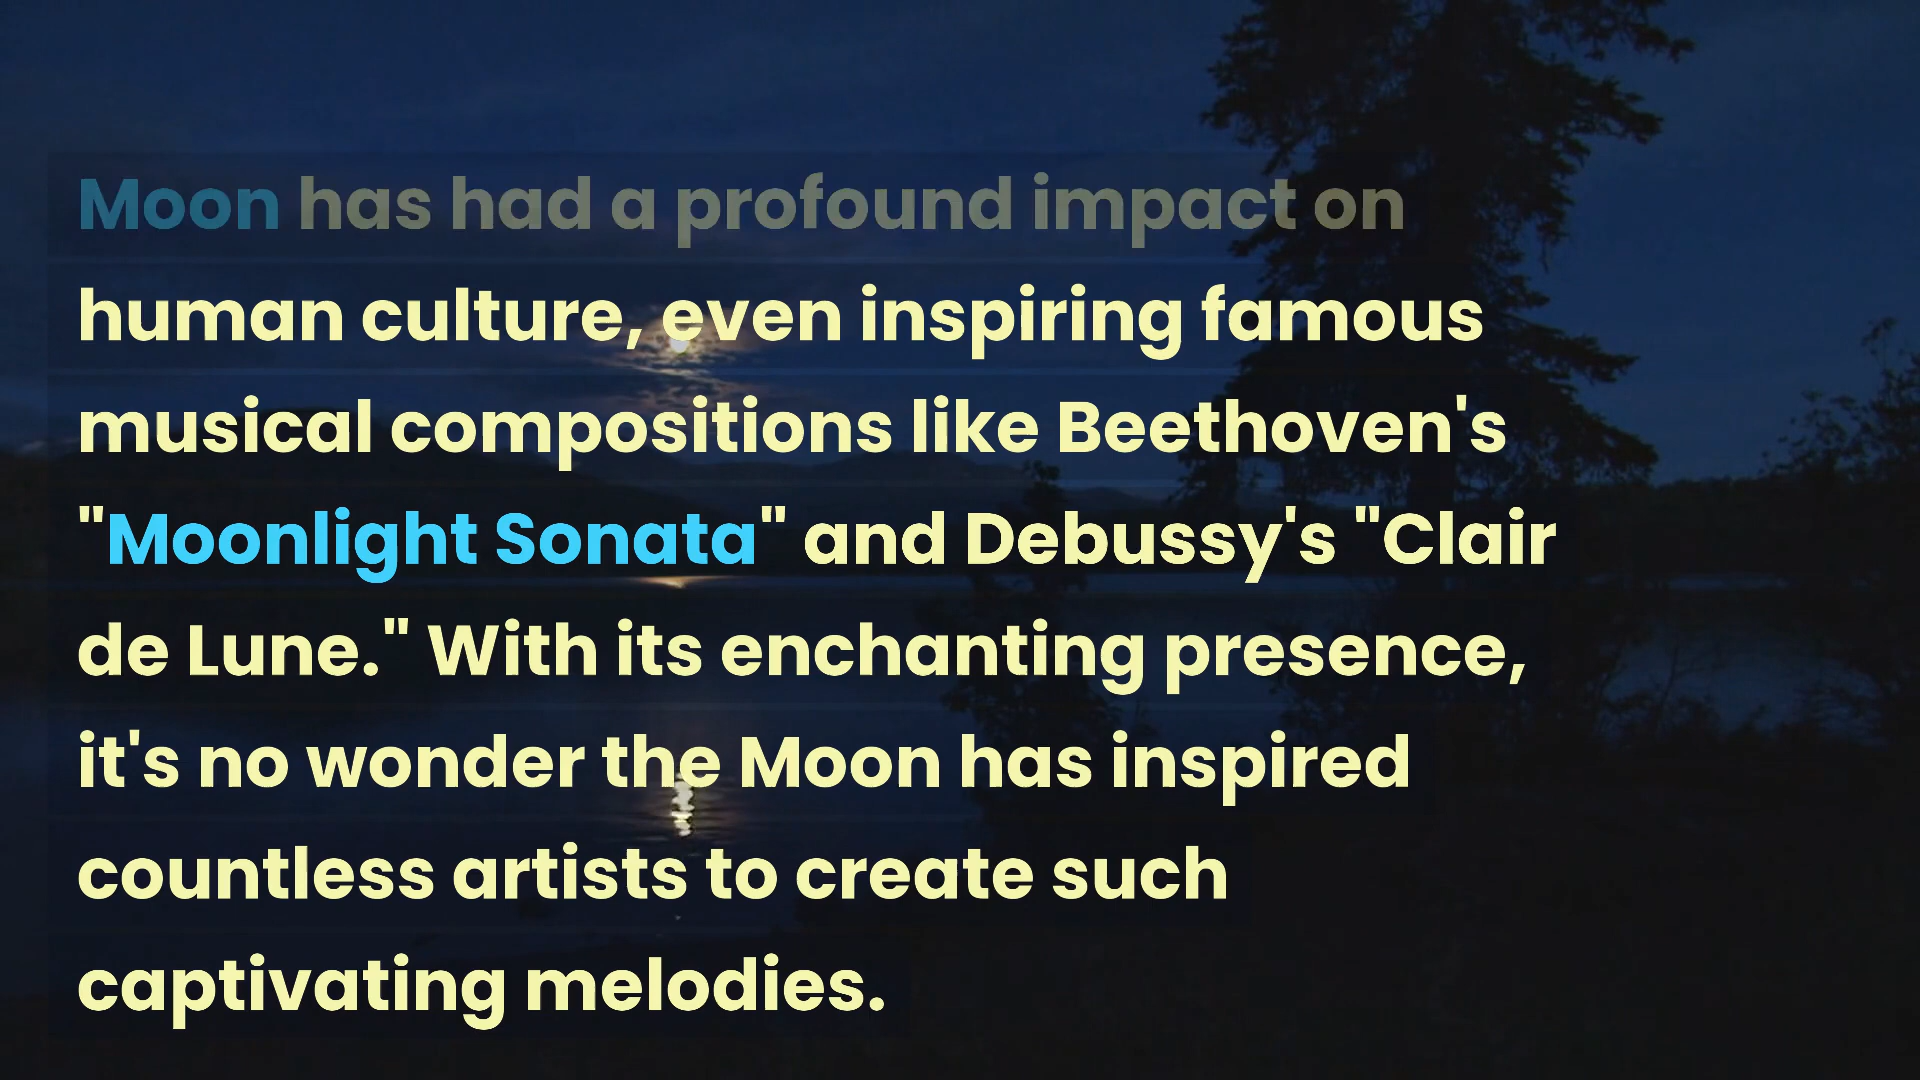 Moon has had a profound impact on
human culture, even inspiring famous
musical compositions like Beethoven's
"Moonlight Sonata" and Debussy's "Clair
de Lune." With its enchanting presence,
it's no wonder the Moon has inspired
countless artists to create such
captivating melodies.